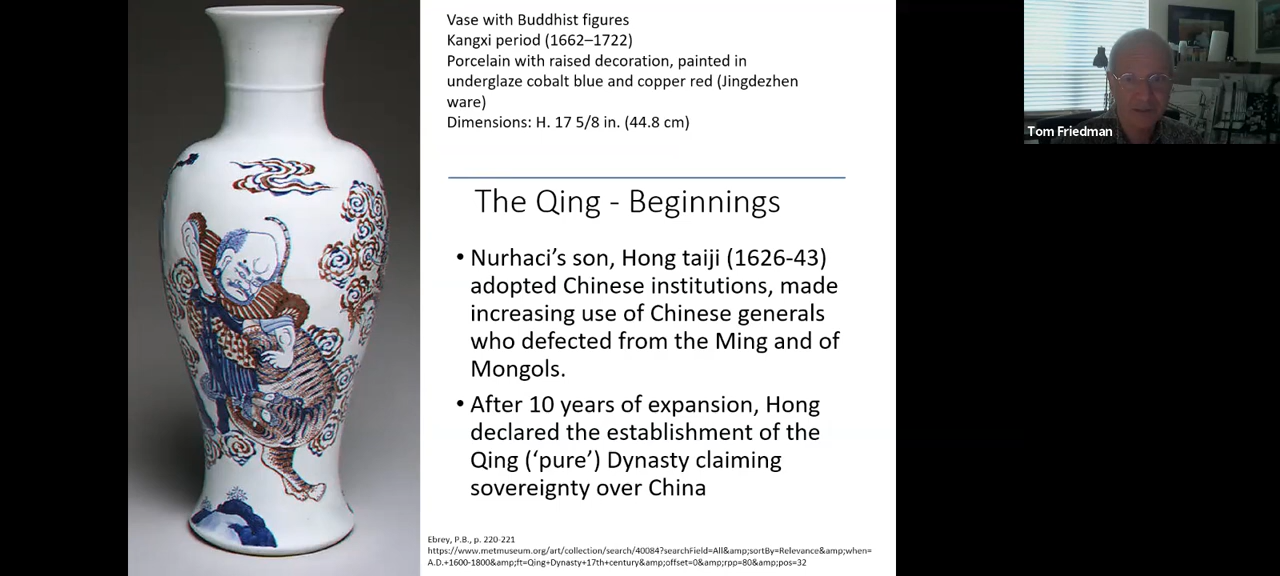 Vase with Buddhist figures
Kangxi period (1662–1722)
Porcelain with raised decoration, painted in
underglaze cobalt blue and copper red (Jingdezhen
ware)
Dimensions: H. 17 5/8 in. (44.8 cm)
The Qing - Beginnings
• Nurhaci’s son, Hong taiji (1626-43)
adopted Chinese institutions, made
increasing use of Chinese generals
who defected from the Ming and of
Mongols.
• After 10 years of expansion, Hong
declared the establishment of the
Qing (‘pure’) Dynasty claiming
sovereignty over China
Ebrey, P.B., p. 220-221
https://www.metmuseum.org/art/collection/search/40084?searchField=All&amp;sortBy=Relevance&amp;when=
A.D.+1600-1800&amp;ft=Qing+Dynasty+17th+century&amp;offset=0&amp;rpp=80&amp;pos=32
Tom Friedman